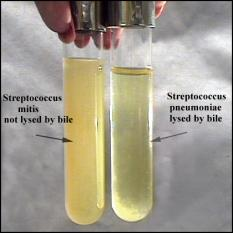 Streptococcus
mitis
not lysed by bile
Streptococcus
pneumoniae
lysed by bile